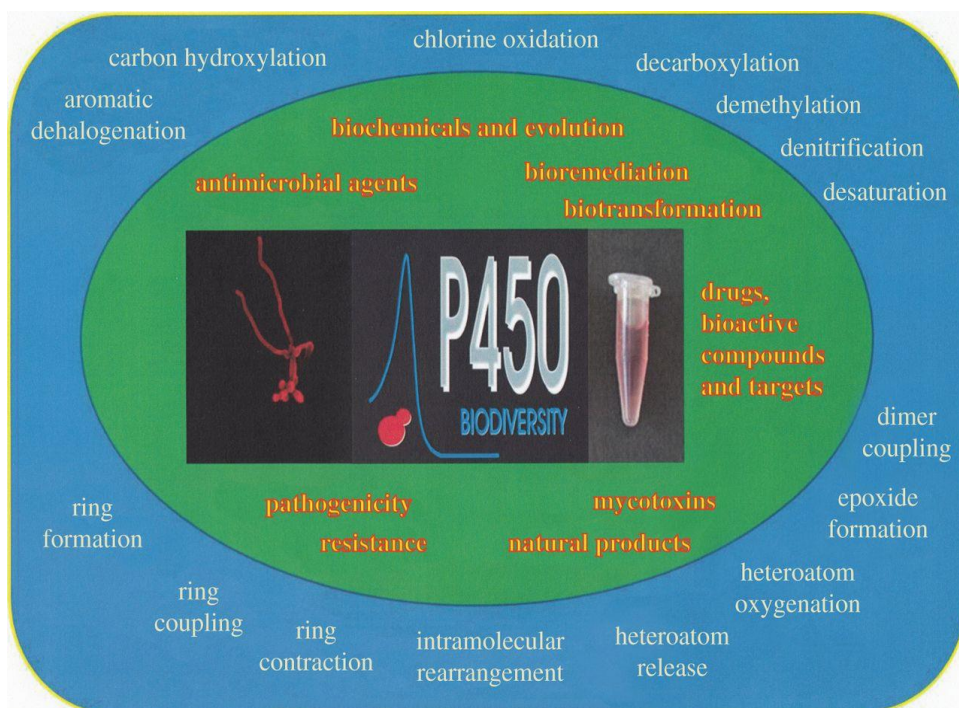 chlorine oxidation
carbon hydroxylation
decarboxylation
aromatic
dehalogenation
demethylation
denitrification
desaturation
biochemicals and evolution
antimicrobial agents
bioremediation
biotransformation
P450
BIODIVERSITY
drugs,
bioactive
compounds
and targets
dimer
coupling
pathogenicity
resistance
mycotoxins
natural products
epoxide
formation
ring
formation
heteroatom
oxygenation
ring
coupling
ring
contraction
intramolecular
rearrangement
heteroatom
release